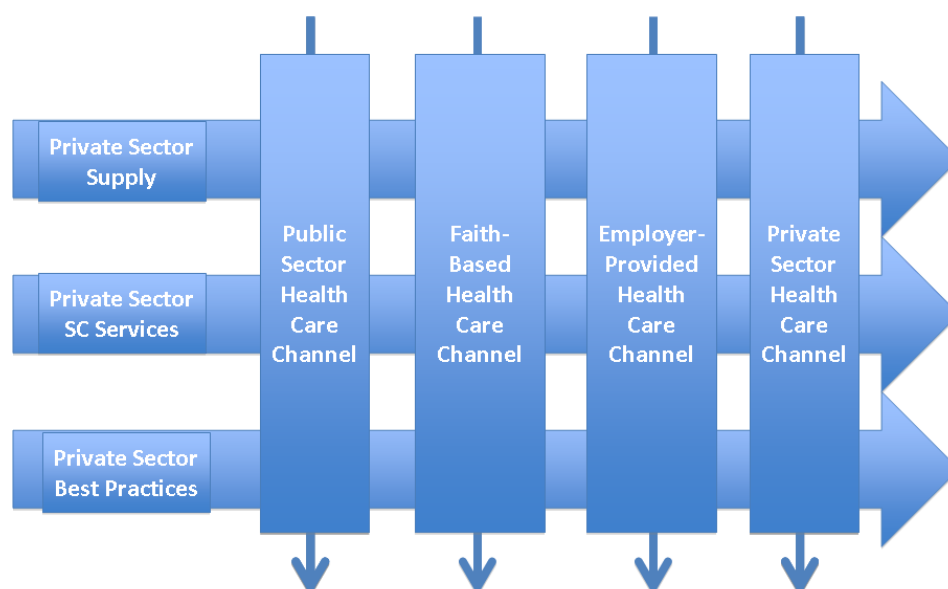 Private Sector
Supply
Private Sector
SC Services
Private Sector
Best Practices
Public
Sector
Health
Care
Channel
Faith-
Based
Health
Care
Channel
Employer-
Provided
Health
Care
Channel
Private
Sector
Health
Care
Channel